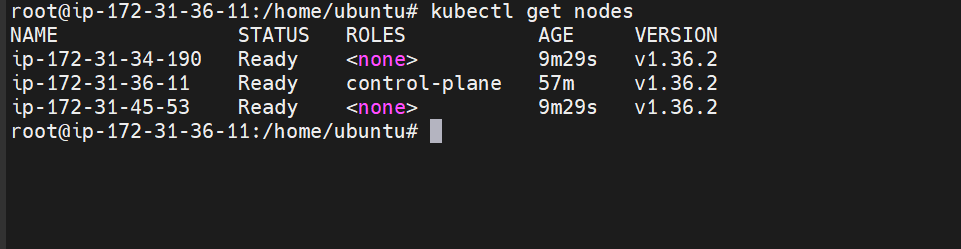 root@ip-172-31-36-11:/home/ubuntu# kubectl get nodes
NAME               STATUS   ROLES           AGE     VERSION
ip-172-31-34-190   Ready    <none>          9m29s   v1.36.2
ip-172-31-36-11    Ready    control-plane   57m     v1.36.2
ip-172-31-45-53    Ready    <none>          9m29s   v1.36.2
root@ip-172-31-36-11:/home/ubuntu#